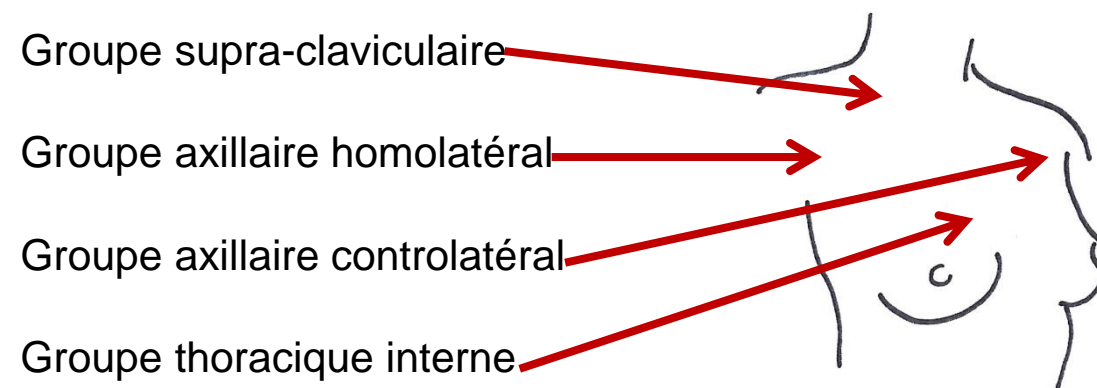 Groupe supra-claviculaire
Groupe axillaire homolatéral
Groupe axillaire controlatéral
Groupe thoracique interne